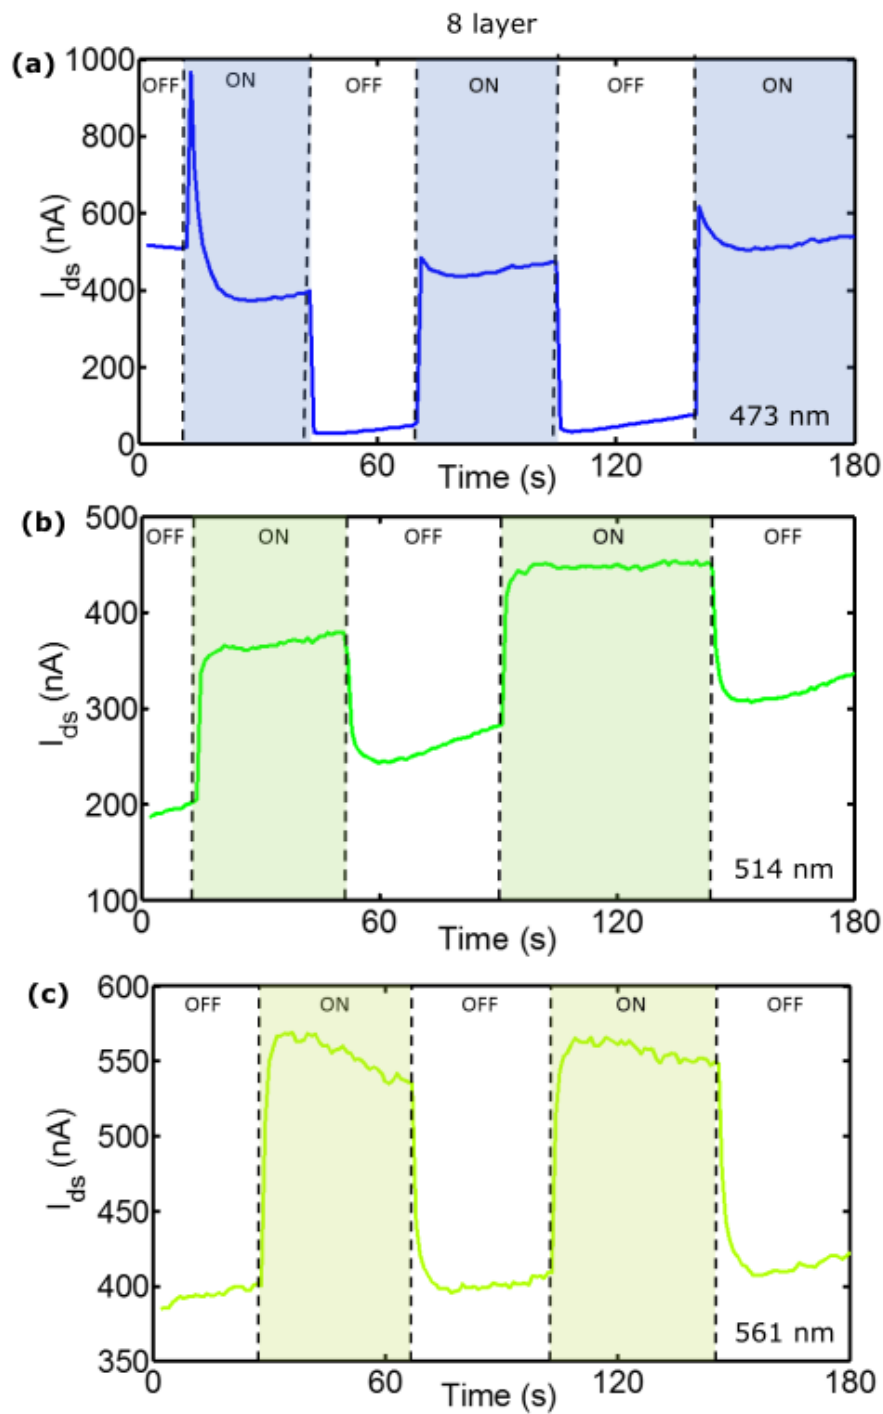 8 layer
(a)
1000
800
600
400
200
0
I_ds (nA)
OFF ON OFF ON OFF ON
473 nm
0 60 120 180
Time (s)
(b)
500
400
300
200
100
I_ds (nA)
OFF ON OFF ON OFF
514 nm
0 60 120 180
Time (s)
(c)
600
550
500
450
400
350
I_ds (nA)
OFF ON OFF ON OFF
561 nm
0 60 120 180
Time (s)